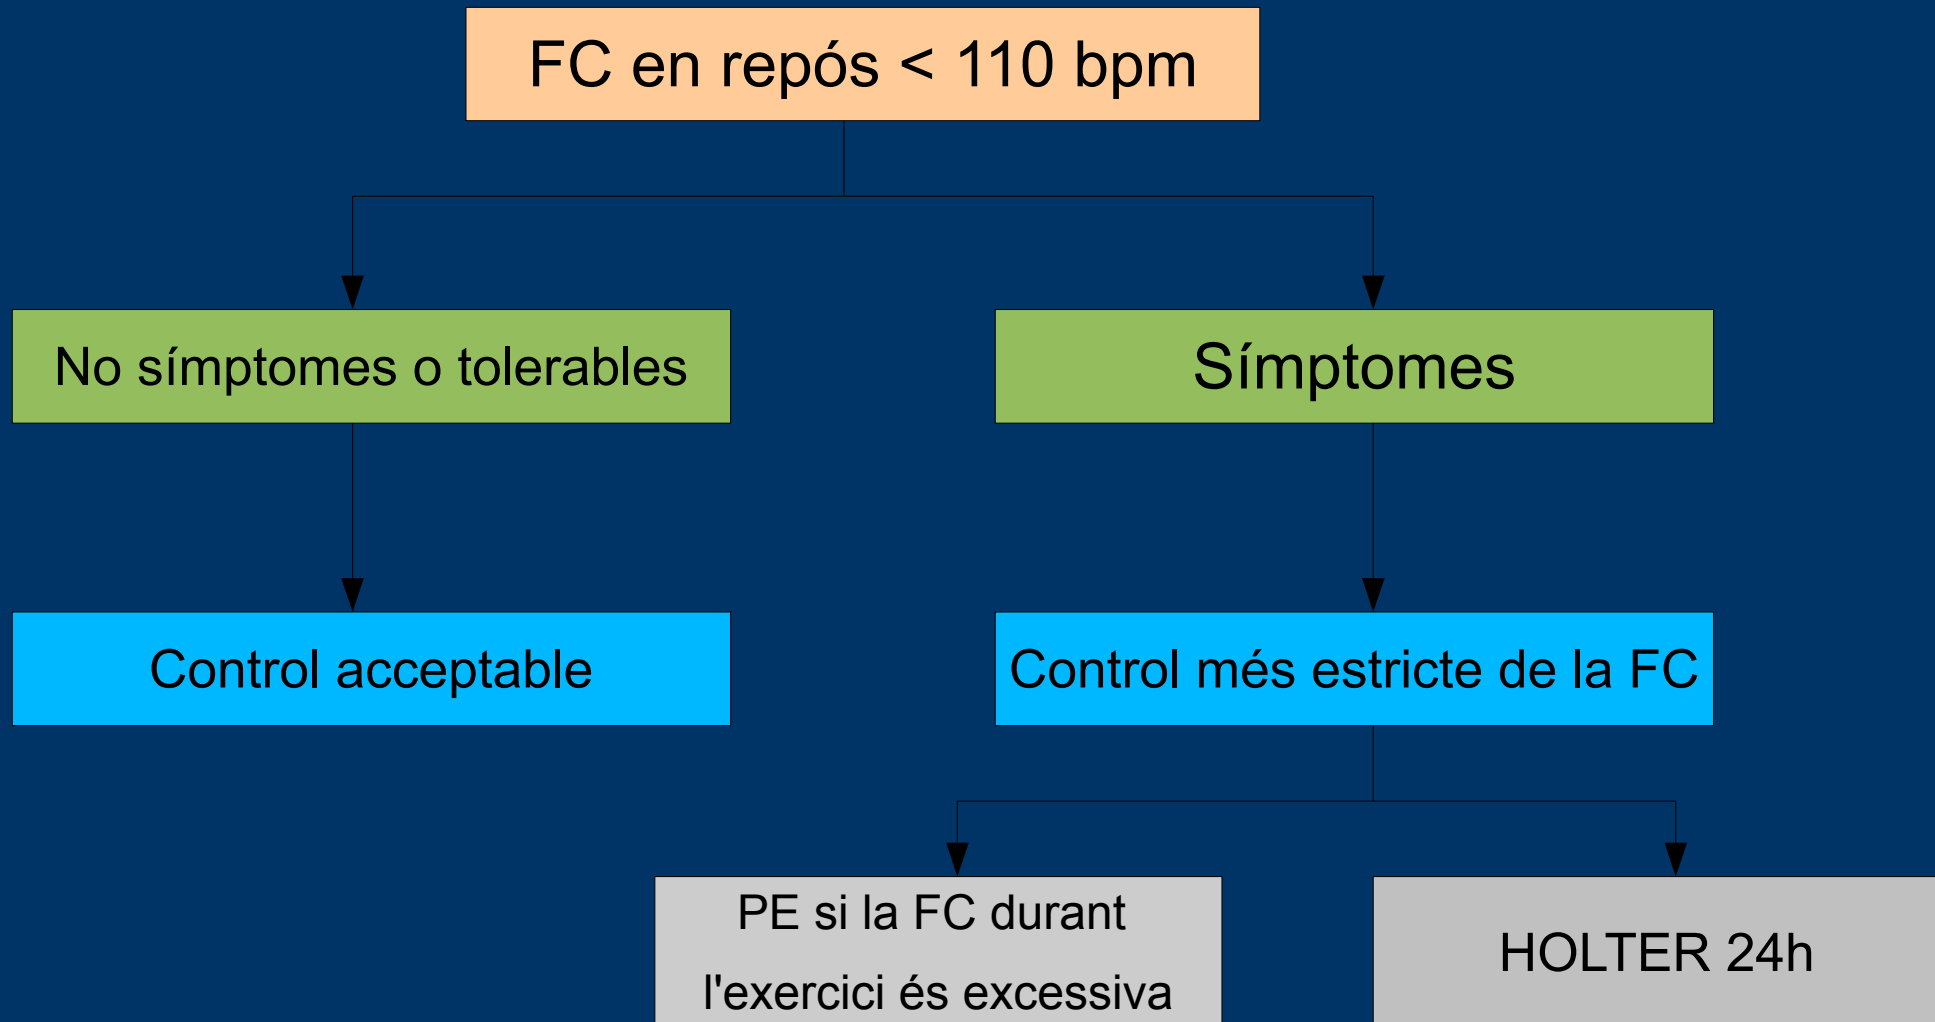 FC en repós < 110 bpm
No símptomes o tolerables
Símptomes
Control acceptable
Control més estricte de la FC
PE si la FC durant
l'exercici és excessiva
HOLTER 24h